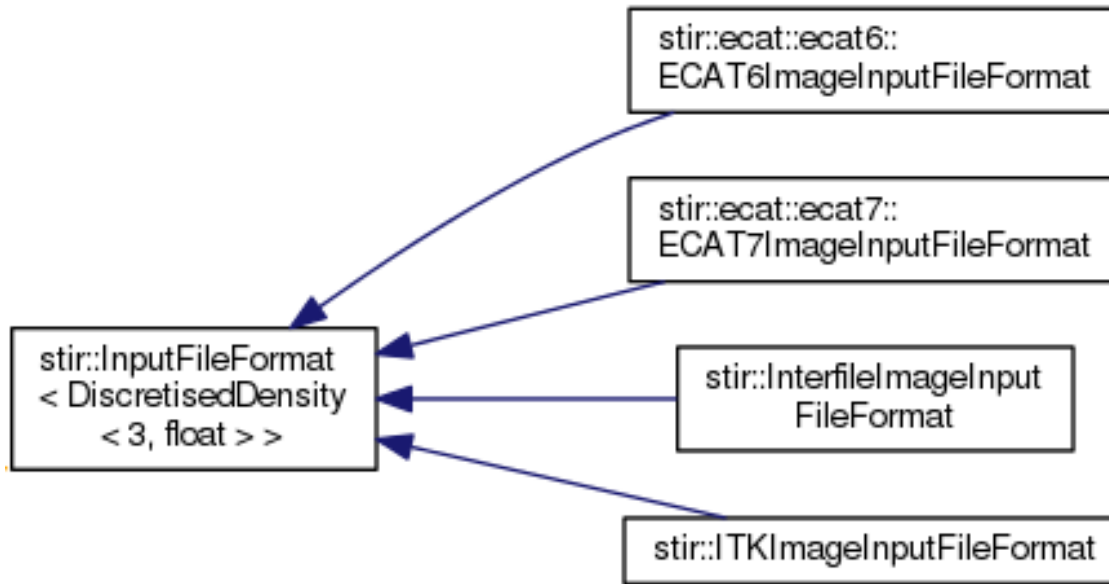 stir::ecat::ecat6::
ECAT6ImageInputFileFormat
stir::ecat::ecat7::
ECAT7ImageInputFileFormat
stir::InputFileFormat
< DiscretisedDensity
< 3, float > >
stir::InterfileImageInput
FileFormat
stir::ITKImageInputFileFormat